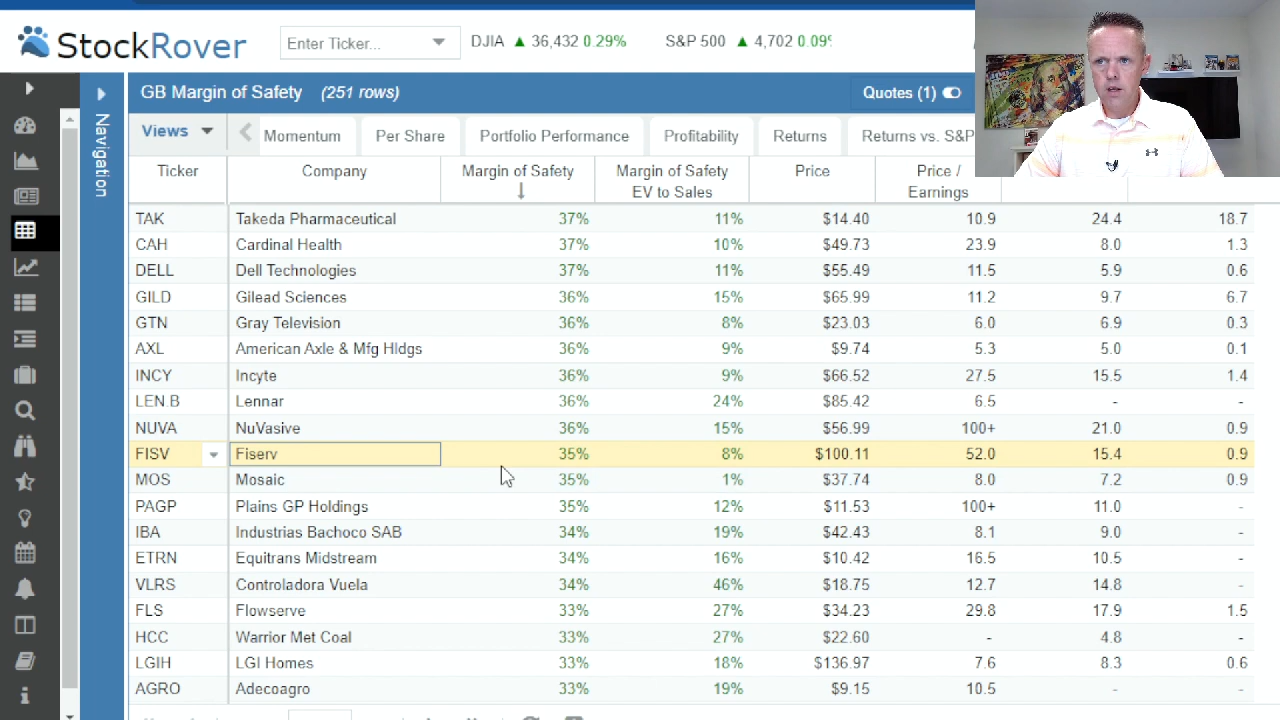 StockRover Enter Ticker... DJIA ▲ 36,432 0.29% S&P 500 ▲ 4,702 0.09%
GB Margin of Safety (251 rows) Quotes (1)
Navigation
Views Momentum Per Share Portfolio Performance Profitability Returns Returns vs. S&P
Ticker Company Margin of Safety Margin of Safety EV to Sales Price Price / Earnings
TAK Takeda Pharmaceutical 37% 11% $14.40 10.9 24.4 18.7
CAH Cardinal Health 37% 10% $49.73 23.9 8.0 1.3
DELL Dell Technologies 37% 11% $55.49 11.5 5.9 0.6
GILD Gilead Sciences 36% 15% $65.99 11.2 9.7 6.7
GTN Gray Television 36% 8% $23.03 6.0 6.9 0.3
AXL American Axle & Mfg Hldgs 36% 9% $9.74 5.3 5.0 0.1
INCY Incyte 36% 9% $66.52 27.5 15.5 1.4
LEN B Lennar 36% 24% $85.42 6.5 - -
NUVA NuVasive 36% 15% $56.99 100+ 21.0 0.9
FISV Fiserv 35% 8% $100.11 52.0 15.4 0.9
MOS Mosaic 35% 1% $37.74 8.0 7.2 0.9
PAGP Plains GP Holdings 35% 12% $11.53 100+ 11.0 -
IBA Industrias Bachoco SAB 34% 19% $42.43 8.1 9.0 -
ETRN Equitrans Midstream 34% 16% $10.42 16.5 10.5 -
VLRS Controladora Vuela 34% 46% $18.75 12.7 14.8 -
FLS Flowserve 33% 27% $34.23 29.8 17.9 1.5
HCC Warrior Met Coal 33% 27% $22.60 - 4.8 -
LGIH LGI Homes 33% 18% $136.97 7.6 8.3 0.6
AGRO Adecoagro 33% 19% $9.15 10.5 - -